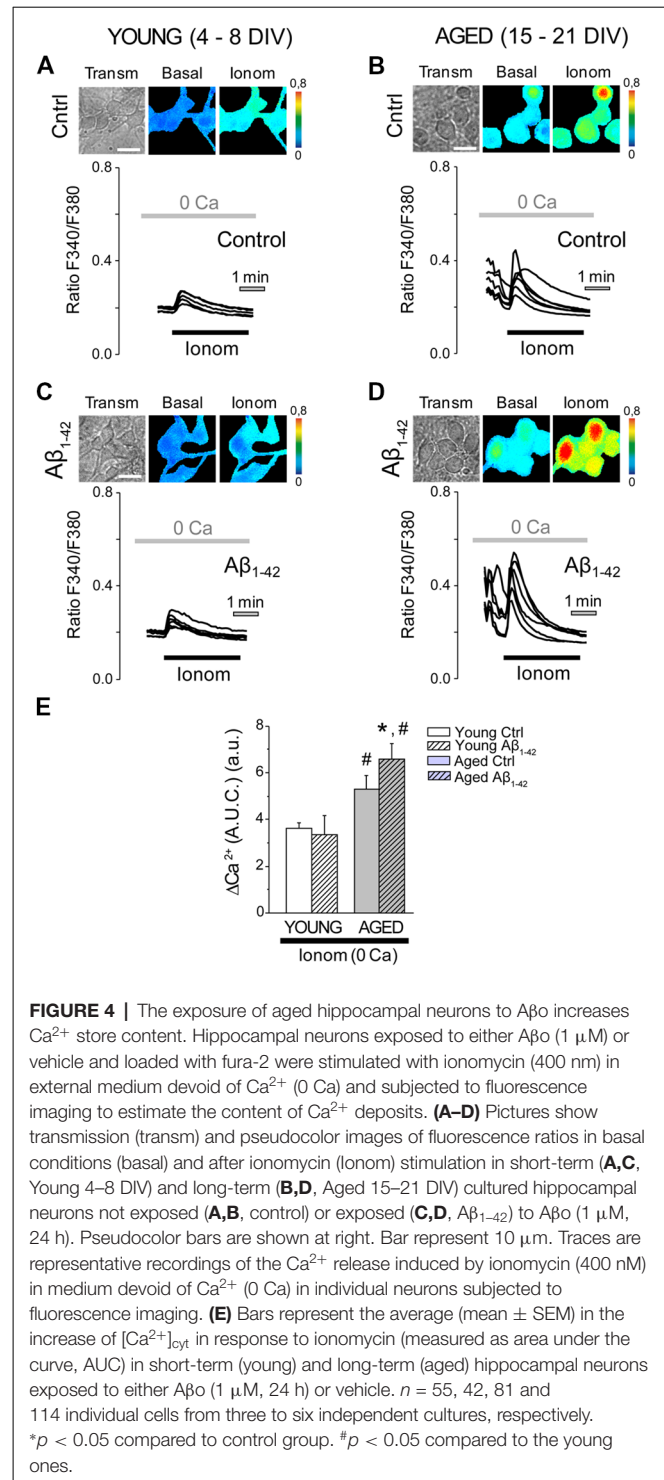 YOUNG (4 - 8 DIV)
AGED (15 - 21 DIV)
A
Transm Basal Ionom
Cntrl
0,8
0
0.8
0.4
0.0
Ratio F340/F380
0 Ca
Control
1 min
Ionom
B
Transm Basal Ionom
Cntrl
0,8
0
0.8
0.4
0.0
Ratio F340/F380
0 Ca
Control
1 min
Ionom
C
Transm Basal Ionom
Aβ1-42
0,8
0
0.8
0.4
0.0
Ratio F340/F380
0 Ca
Aβ1-42
1 min
Ionom
D
Transm Basal Ionom
Aβ1-42
0,8
0
0.8
0.4
0.0
Ratio F340/F380
0 Ca
Aβ1-42
1 min
Ionom
E
ΔCa2+ (A.U.C.) (a.u.)
8
6
4
2
0
#
*, #
Young Ctrl
Young Aβ1-42
Aged Ctrl
Aged Aβ1-42
YOUNG AGED
Ionom (0 Ca)
FIGURE 4 | The exposure of aged hippocampal neurons to Aβo increases
Ca2+ store content. Hippocampal neurons exposed to either Aβo (1 μM) or
vehicle and loaded with fura-2 were stimulated with ionomycin (400 nm) in
external medium devoid of Ca2+ (0 Ca) and subjected to fluorescence
imaging to estimate the content of Ca2+ deposits. (A–D) Pictures show
transmission (transm) and pseudocolor images of fluorescence ratios in basal
conditions (basal) and after ionomycin (Ionom) stimulation in short-term (A,C,
Young 4–8 DIV) and long-term (B,D, Aged 15–21 DIV) cultured hippocampal
neurons not exposed (A,B, control) or exposed (C,D, Aβ1–42) to Aβo (1 μM,
24 h). Pseudocolor bars are shown at right. Bar represent 10 μm. Traces are
representative recordings of the Ca2+ release induced by ionomycin (400 nM)
in medium devoid of Ca2+ (0 Ca) in individual neurons subjected to
fluorescence imaging. (E) Bars represent the average (mean ± SEM) in the
increase of [Ca2+]cyt in response to ionomycin (measured as area under the
curve, AUC) in short-term (young) and long-term (aged) hippocampal neurons
exposed to either Aβo (1 μM, 24 h) or vehicle. n = 55, 42, 81 and
114 individual cells from three to six independent cultures, respectively.
*p < 0.05 compared to control group. #p < 0.05 compared to the young
ones.